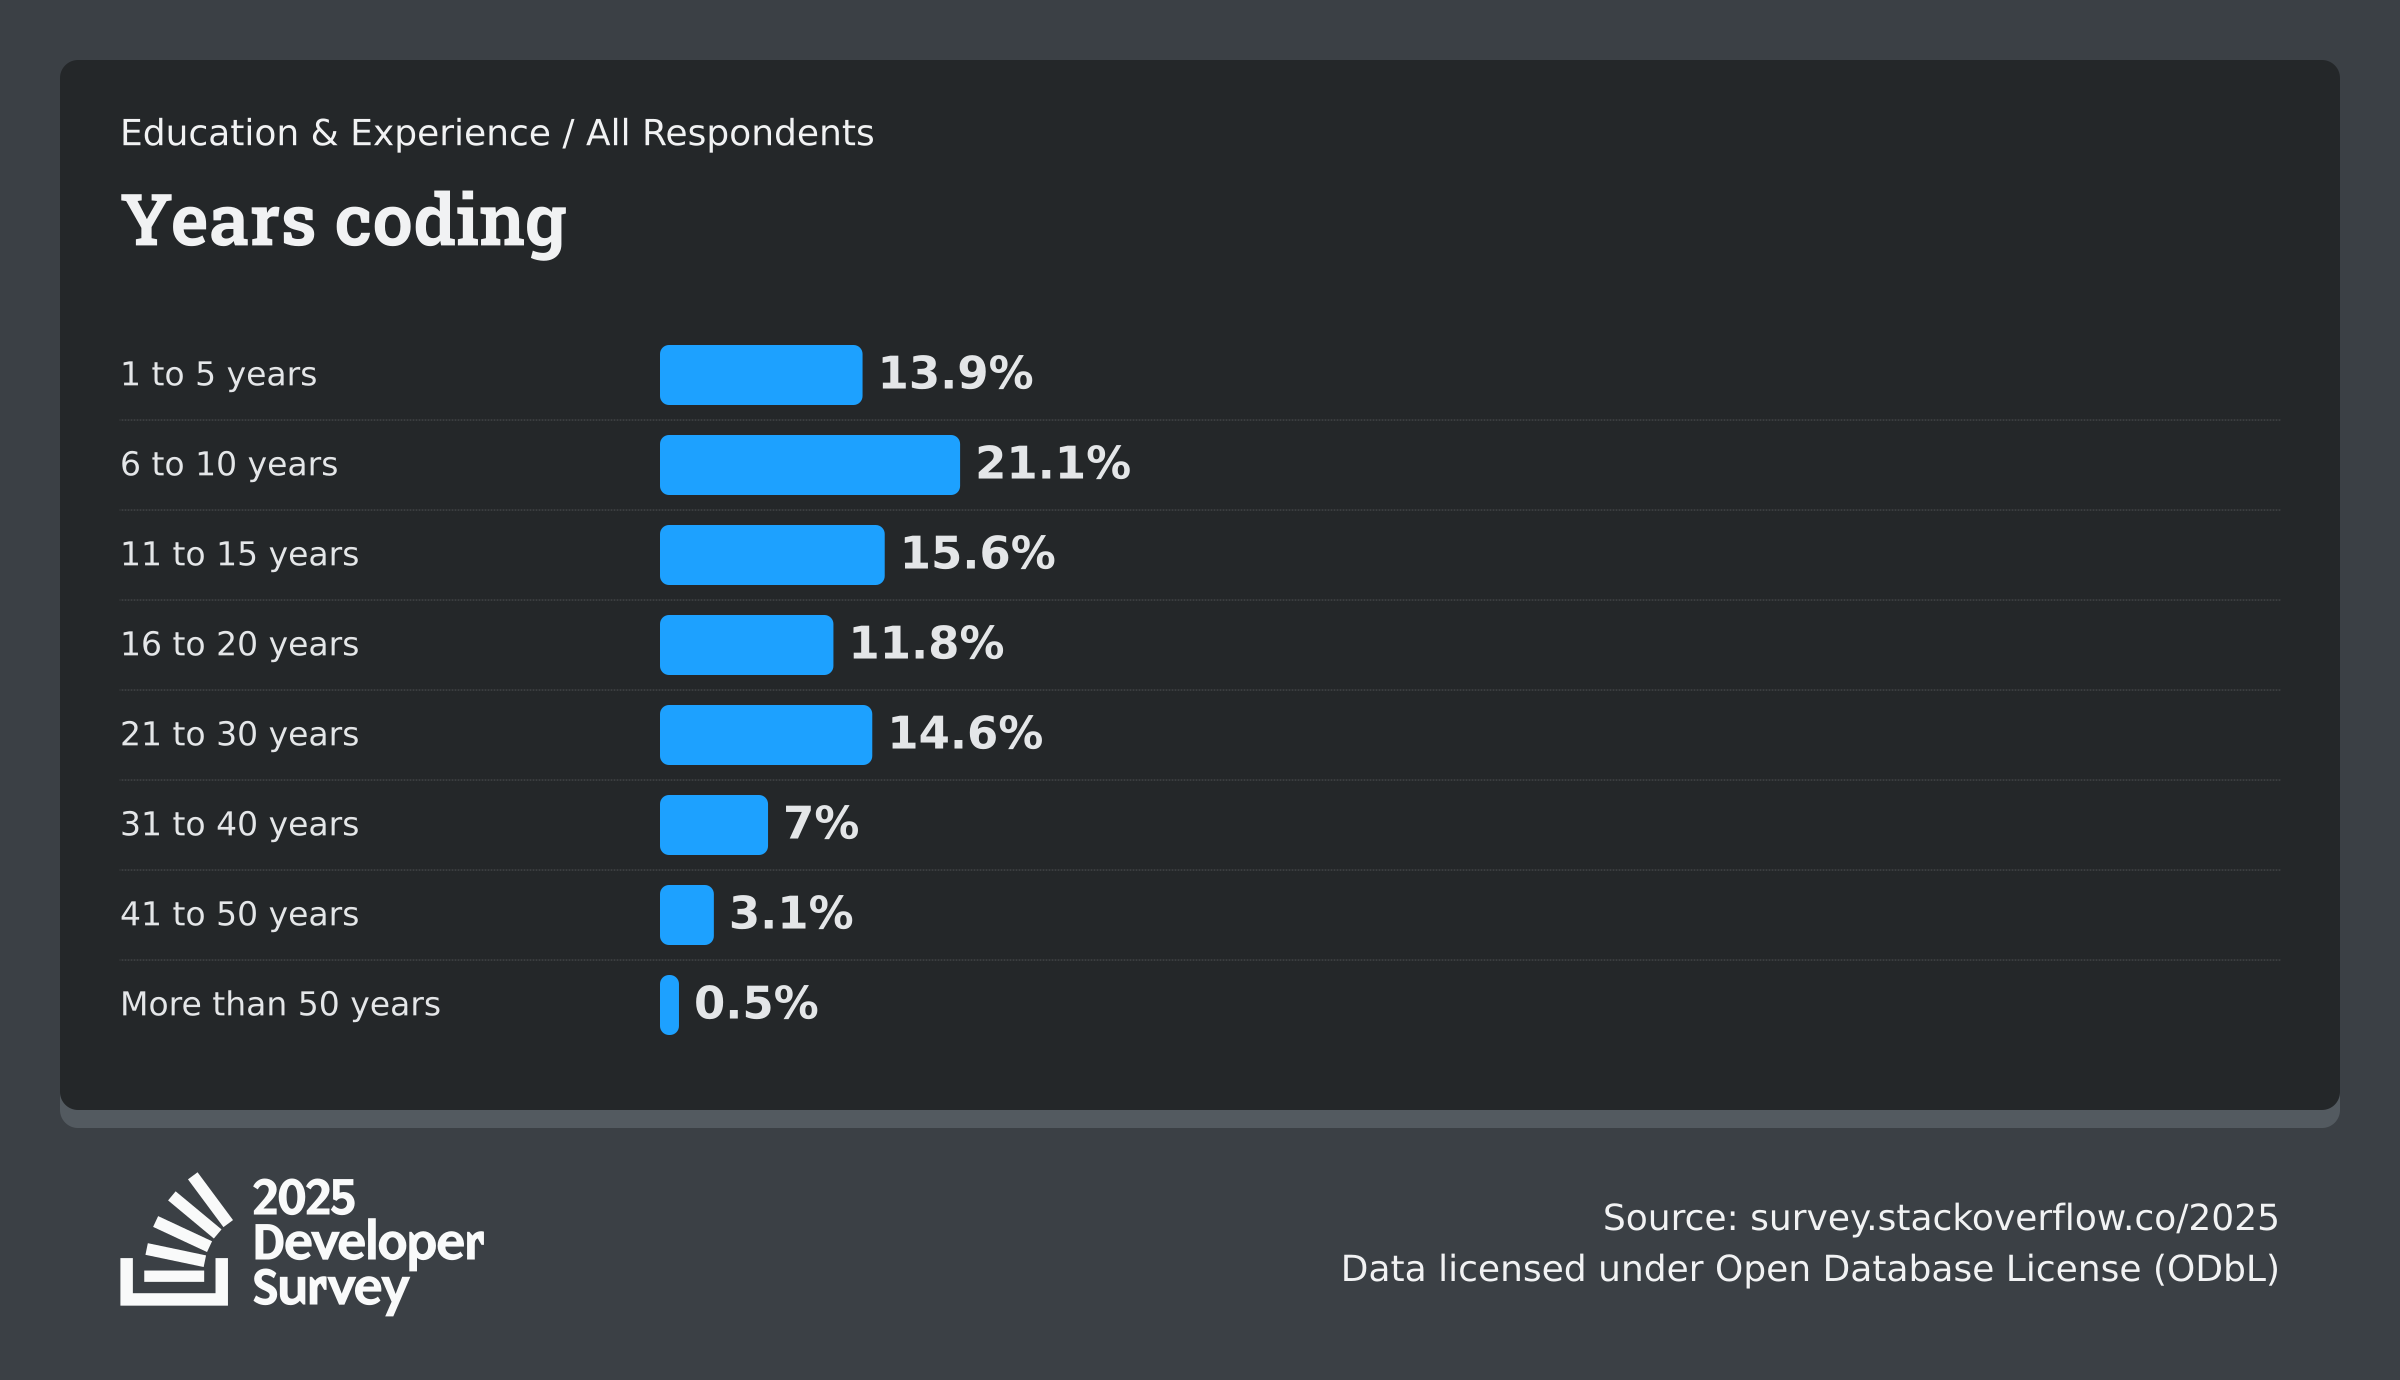 Education & Experience / All Respondents
Years coding
1 to 5 years 13.9%
6 to 10 years 21.1%
11 to 15 years 15.6%
16 to 20 years 11.8%
21 to 30 years 14.6%
31 to 40 years 7%
41 to 50 years 3.1%
More than 50 years 0.5%
2025
Developer
Survey
Source: survey.stackoverflow.co/2025
Data licensed under Open Database License (ODbL)